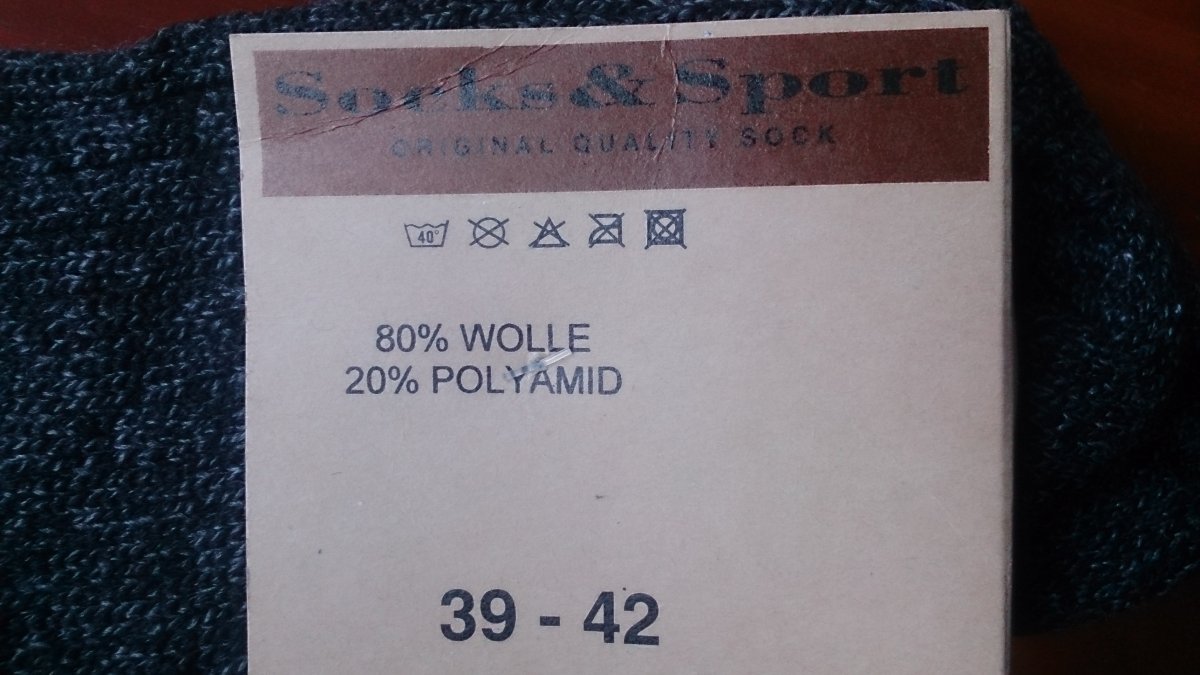 Socks & Sport
ORIGINAL QUALITY SOCK
40°
80% WOLLE
20% POLYAMID
39 - 42